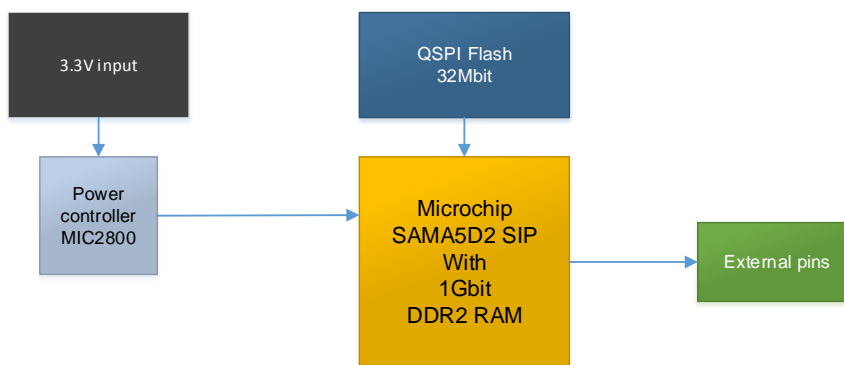 3.3V input
QSPI Flash
32Mbit
Power
controller
MIC2800
Microchip
SAMA5D2 SIP
With
1Gbit
DDR2 RAM
External pins